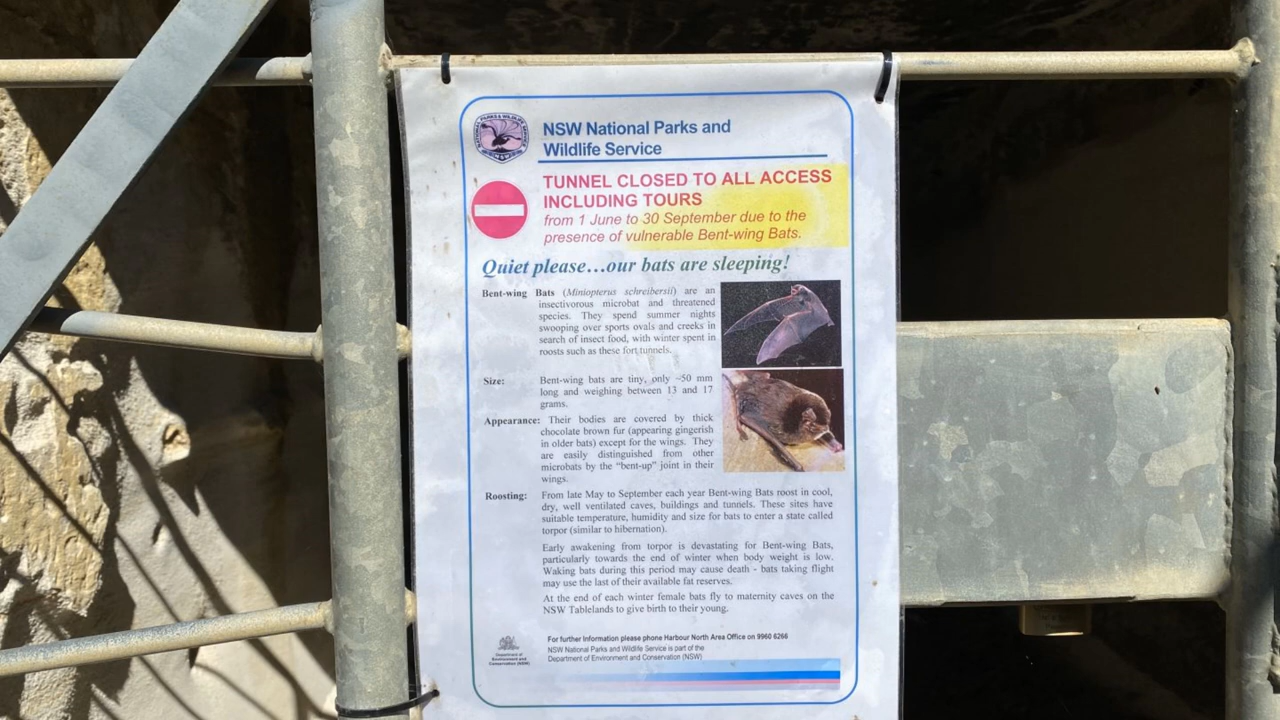 NSW National Parks and
Wildlife Service
TUNNEL CLOSED TO ALL ACCESS
INCLUDING TOURS
from 1 June to 30 September due to the
presence of vulnerable Bent-wing Bats.
Quiet please...our bats are sleeping!
Bent-wing Bats (Miniopterus schreibersii) are an
insectivorous microbat and threatened
species. They spend summer nights
swooping over sports ovals and creeks in
search of insect food, with winter spent in
roosts such as these fort tunnels.
Size: Bent-wing bats are tiny, only ~50 mm
long and weighing between 13 and 17
grams.
Appearance: Their bodies are covered by thick
chocolate brown fur (appearing gingerish
in older bats) except for the wings. They
are easily distinguished from other
microbats by the “bent-up” joint in their
wings.
Roosting: From late May to September each year Bent-wing Bats roost in cool,
dry, well ventilated caves, buildings and tunnels. These sites have
suitable temperature, humidity and size for bats to enter a state called
torpor (similar to hibernation).
Early awakening from torpor is devastating for Bent-wing Bats,
particularly towards the end of winter when body weight is low.
Waking bats during this period may cause death - bats taking flight
may use the last of their available fat reserves.
At the end of each winter female bats fly to maternity caves on the
NSW Tablelands to give birth to their young.
For further Information please phone Harbour North Area Office on 9960 6266
NSW National Parks and Wildlife Service is part of the
Department of Environment and Conservation (NSW)
Department of
Environment and
Conservation (NSW)